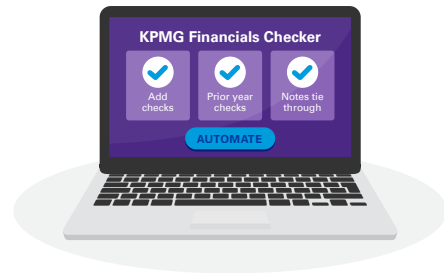 KPMG Financials Checker
Add
checks
Prior year
checks
Notes tie
through
AUTOMATE